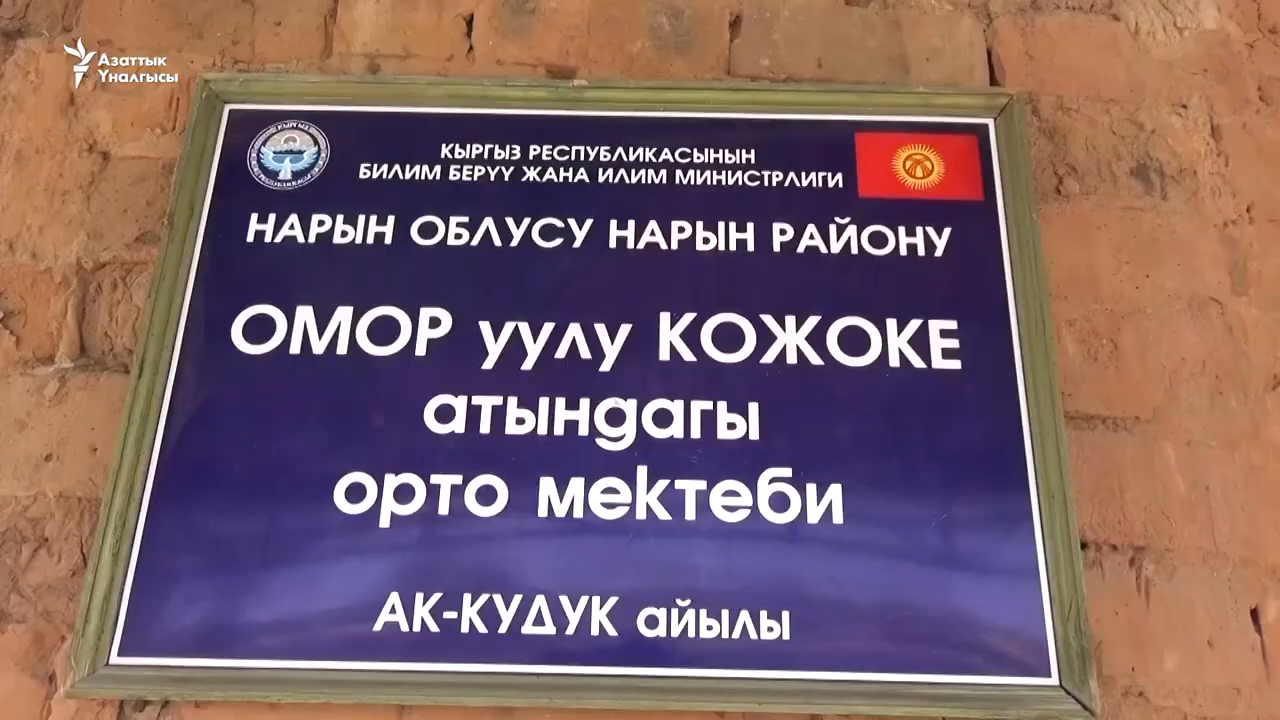 Азаттык
Үналгысы
КЫРГЫЗ РЕСПУБЛИКАСЫНЫН
БИЛИМ БЕРҮҮ ЖАНА ИЛИМ МИНИСТРЛИГИ
НАРЫН ОБЛУСУ НАРЫН РАЙОНУ
ОМОР уулу КОЖОКЕ
атындагы
орто мектеби
АК-КУДУК айылы